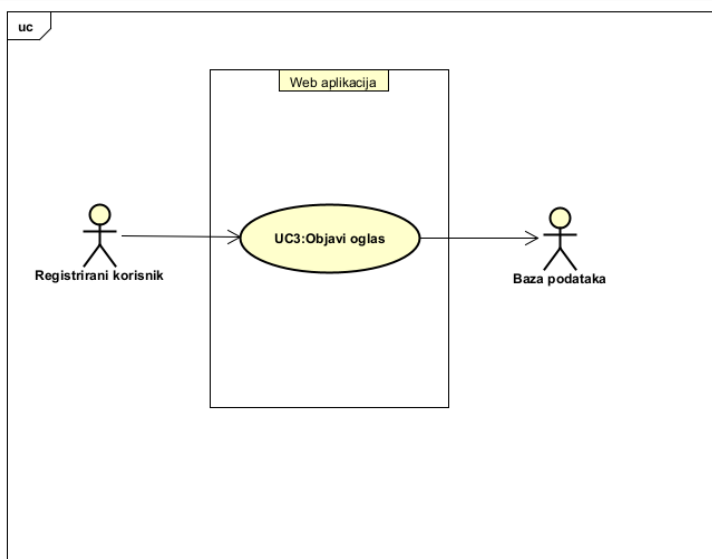 uc
Web aplikacija
UC3:Objavi oglas
Registrirani korisnik
Baza podataka